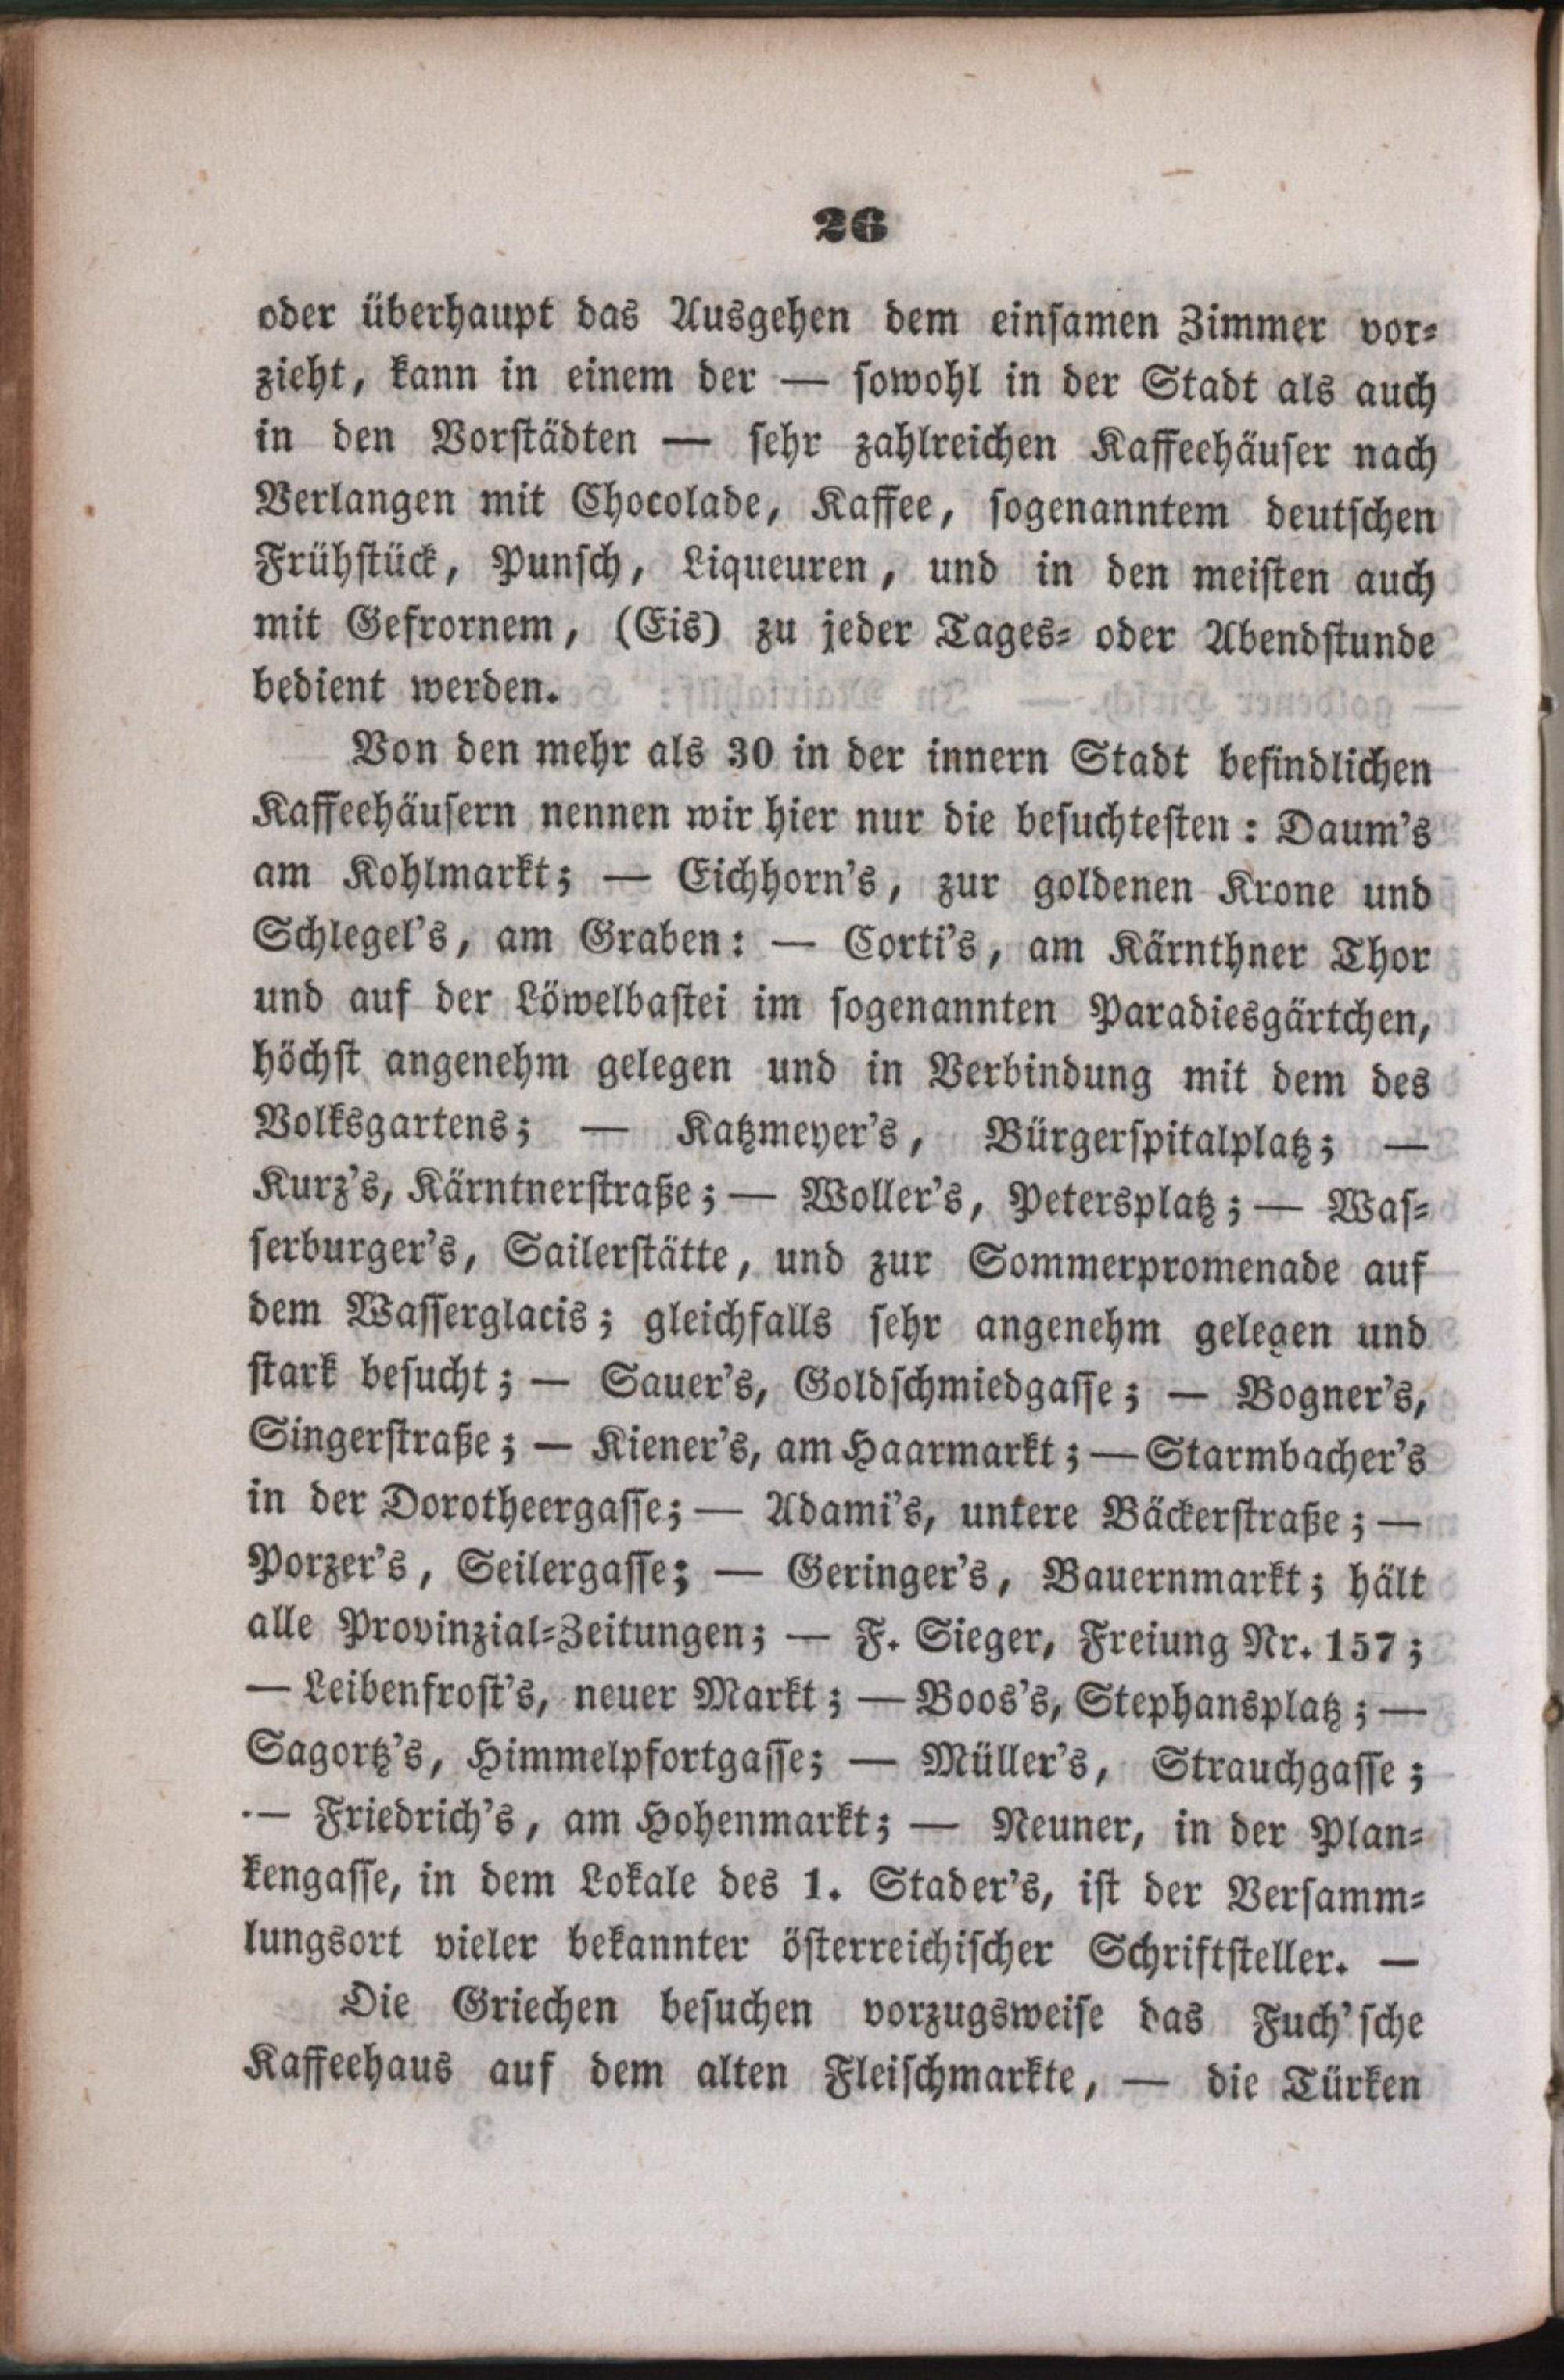 26
oder überhaupt das Ausgehen dem einsamen Zimmer vor-
zieht, kann in einem der — sowohl in der Stadt als auch
in den Vorstädten — sehr zahlreichen Kaffeehäuser nach
Verlangen mit Chocolade, Kaffee, sogenanntem deutschen
Frühstück, Punsch, Liqueuren, und in den meisten auch
mit Gefrornem, (Eis) zu jeder Tages- oder Abendstunde
bedient werden.
Von den mehr als 30 in der innern Stadt befindlichen
Kaffeehäusern nennen wir hier nur die besuchtesten: Daum's
am Kohlmarkt; — Eichhorn's, zur goldenen Krone und
Schlegel's, am Graben: — Corti's, am Kärnthner Thor
und auf der Löwelbastei im sogenannten Paradiesgärtchen,
höchst angenehm gelegen und in Verbindung mit dem des
Volksgartens; — Katzmeyer's, Bürgerspitalplatz; —
Kurz's, Kärntnerstraße; — Woller's, Petersplatz; — Was-
serburger's, Sailerstätte, und zur Sommerpromenade auf
dem Wasserglacis; gleichfalls sehr angenehm gelegen und
stark besucht; — Sauer's, Goldschmiedgasse; — Bogner's,
Singerstraße; — Kiener's, am Haarmarkt; — Starmbacher's
in der Dorotheergasse; — Adami's, untere Bäckerstraße; —
Porzer's, Seilergasse; — Geringer's, Bauernmarkt; hält
alle Provinzial-Zeitungen; — F. Sieger, Freiung Nr. 157;
— Leibenfrost's, neuer Markt; — Boos's, Stephansplatz; —
Sagortz's, Himmelpfortgasse; — Müller's, Strauchgasse;
— Friedrich's, am Hohenmarkt; — Neuner, in der Plan-
kengasse, in dem Lokale des 1. Stader's, ist der Versamm-
lungsort vieler bekannter österreichischer Schriftsteller. —
Die Griechen besuchen vorzugsweise das Fuch'sche
Kaffeehaus auf dem alten Fleischmarkte, — die Türken